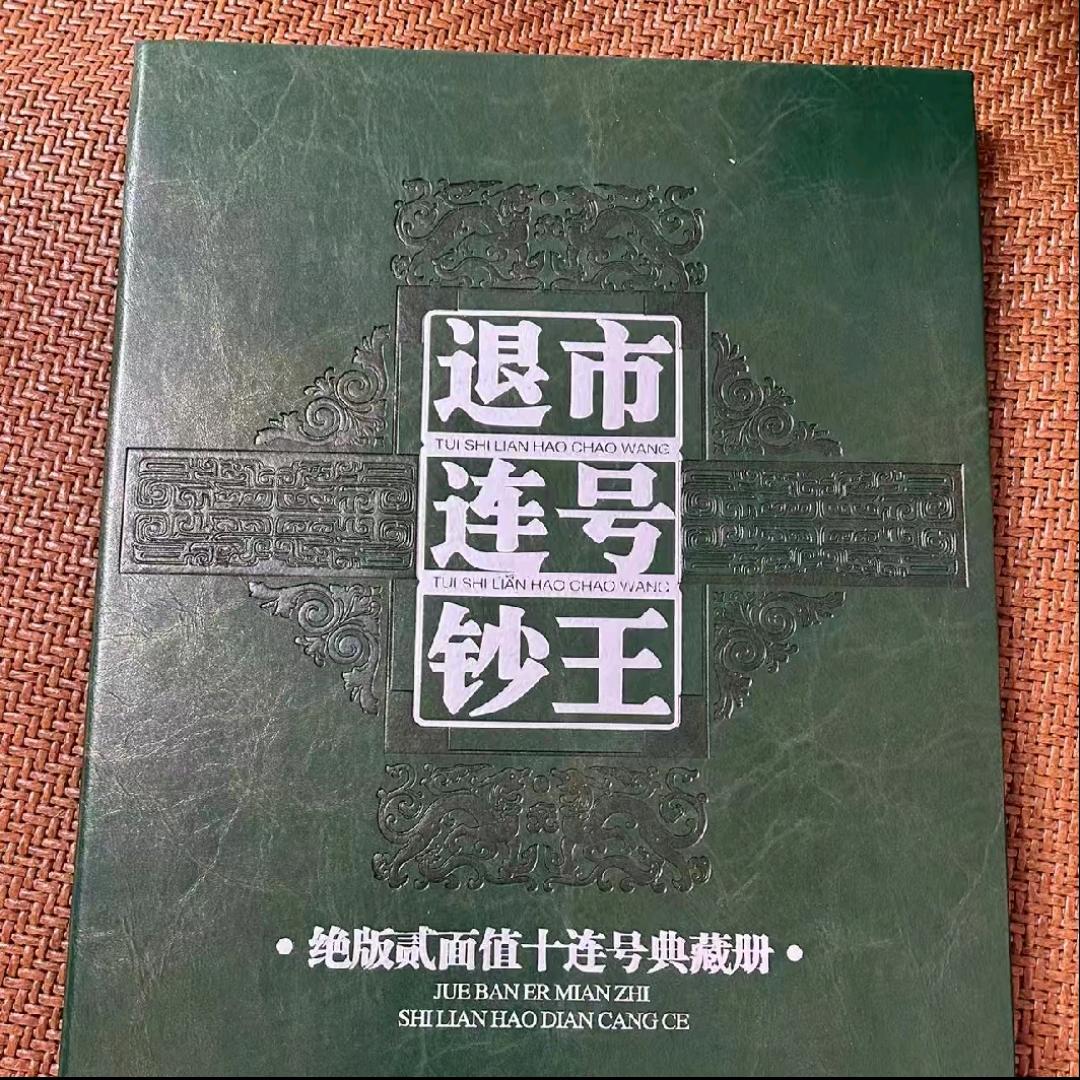 退市
TUI SHI LIAN HAO CHAO WANG
连号
TUI SHI LIAN HAO CHAO WANG
钞王
·绝版贰面值十连号典藏册·
JUE BAN ER MIAN ZHI
SHI LIAN HAO DIAN CANG CE